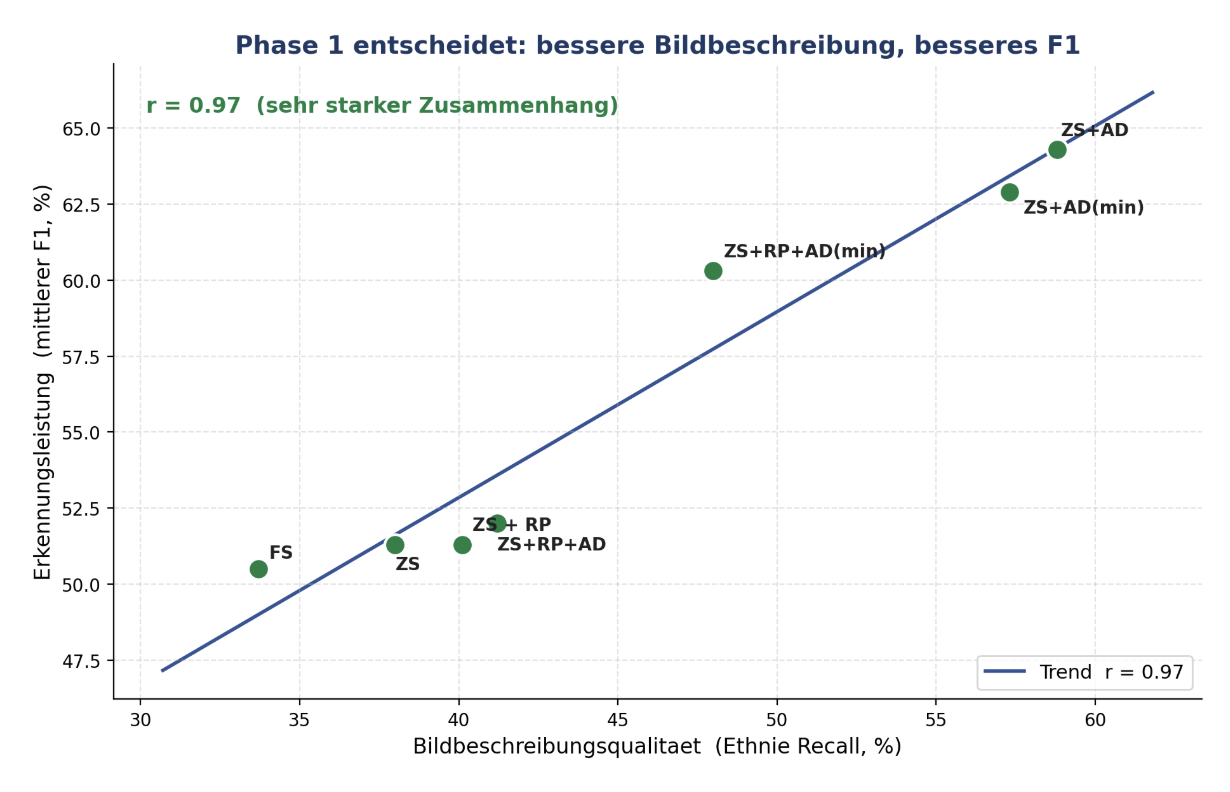 Phase 1 entscheidet: bessere Bildbeschreibung, besseres F1
r = 0.97  (sehr starker Zusammenhang)
Erkennungsleistung  (mittlerer F1, %)
65.0
62.5
60.0
57.5
55.0
52.5
50.0
47.5
ZS+AD
ZS+AD(min)
ZS+RP+AD(min)
ZS + RP
ZS+RP+AD
FS
ZS
Trend  r = 0.97
30
35
40
45
50
55
60
Bildbeschreibungsqualitaet  (Ethnie Recall, %)